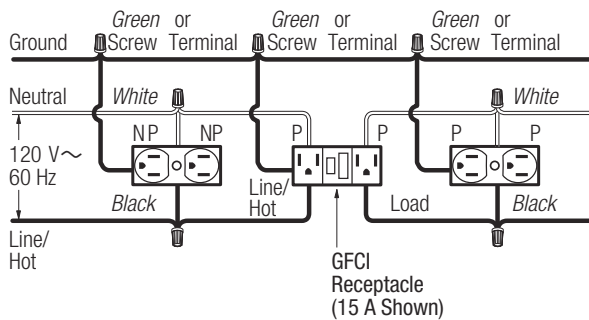 Green or Green or Green or
Ground Screw Terminal Screw Terminal Screw Terminal
Neutral White White
N P NP P P P P
120 V~
60 Hz
Black Line/
Hot Load Black
Line/
Hot
GFCI
Receptacle
(15 A Shown)